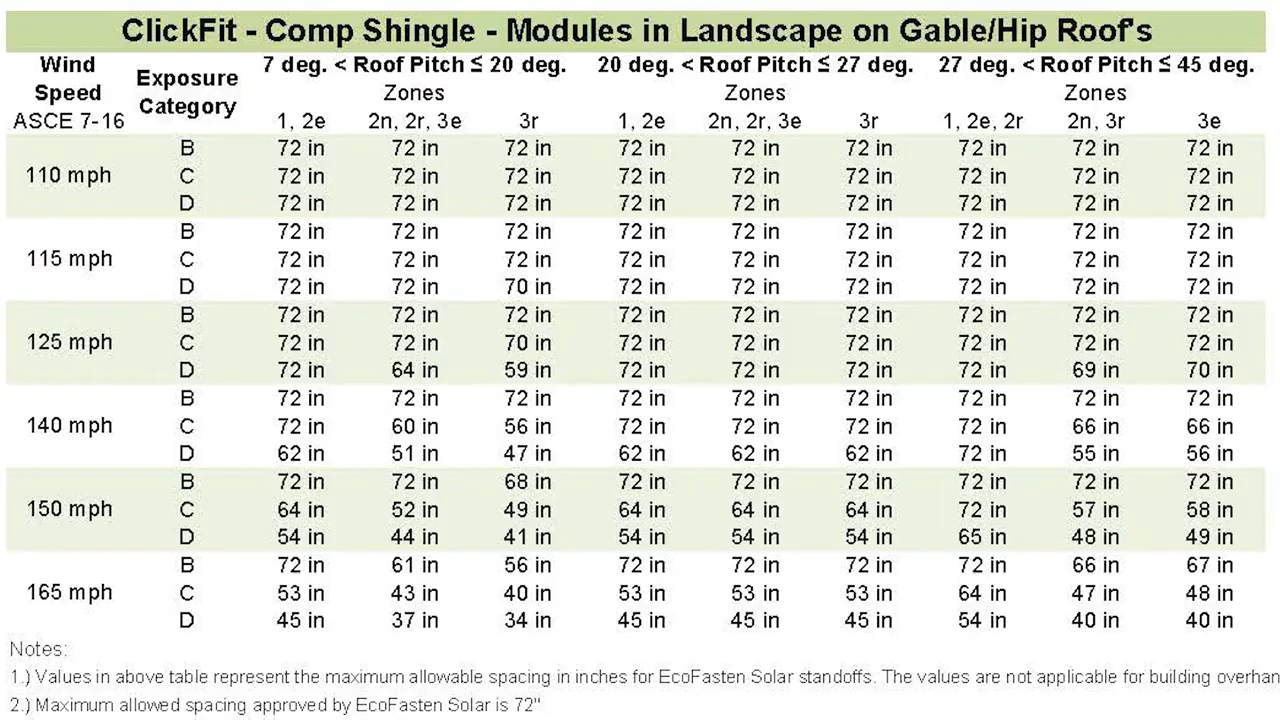 ClickFit - Comp Shingle - Modules in Landscape on Gable/Hip Roof's
Wind Speed ASCE 7-16 Exposure Category 7 deg. < Roof Pitch ≤ 20 deg. 20 deg. < Roof Pitch ≤ 27 deg. 27 deg. < Roof Pitch ≤ 45 deg.
Zones Zones Zones
1, 2e 2n, 2r, 3e 3r 1, 2e 2n, 2r, 3e 3r 1, 2e, 2r 2n, 3r 3e
110 mph B 72 in 72 in 72 in 72 in 72 in 72 in 72 in 72 in 72 in
C 72 in 72 in 72 in 72 in 72 in 72 in 72 in 72 in 72 in
D 72 in 72 in 72 in 72 in 72 in 72 in 72 in 72 in 72 in
115 mph B 72 in 72 in 72 in 72 in 72 in 72 in 72 in 72 in 72 in
C 72 in 72 in 72 in 72 in 72 in 72 in 72 in 72 in 72 in
D 72 in 72 in 70 in 72 in 72 in 72 in 72 in 72 in 72 in
125 mph B 72 in 72 in 72 in 72 in 72 in 72 in 72 in 72 in 72 in
C 72 in 72 in 70 in 72 in 72 in 72 in 72 in 72 in 72 in
D 72 in 64 in 59 in 72 in 72 in 72 in 72 in 69 in 70 in
140 mph B 72 in 72 in 72 in 72 in 72 in 72 in 72 in 72 in 72 in
C 72 in 60 in 56 in 72 in 72 in 72 in 72 in 66 in 66 in
D 62 in 51 in 47 in 62 in 62 in 62 in 72 in 55 in 56 in
150 mph B 72 in 72 in 68 in 72 in 72 in 72 in 72 in 72 in 72 in
C 64 in 52 in 49 in 64 in 64 in 64 in 72 in 57 in 58 in
D 54 in 44 in 41 in 54 in 54 in 54 in 65 in 48 in 49 in
165 mph B 72 in 61 in 56 in 72 in 72 in 72 in 72 in 66 in 67 in
C 53 in 43 in 40 in 53 in 53 in 53 in 64 in 47 in 48 in
D 45 in 37 in 34 in 45 in 45 in 45 in 54 in 40 in 40 in
Notes:
1.) Values in above table represent the maximum allowable spacing in inches for EcoFasten Solar standoffs. The values are not applicable for building overhan
2.) Maximum allowed spacing approved by EcoFasten Solar is 72"